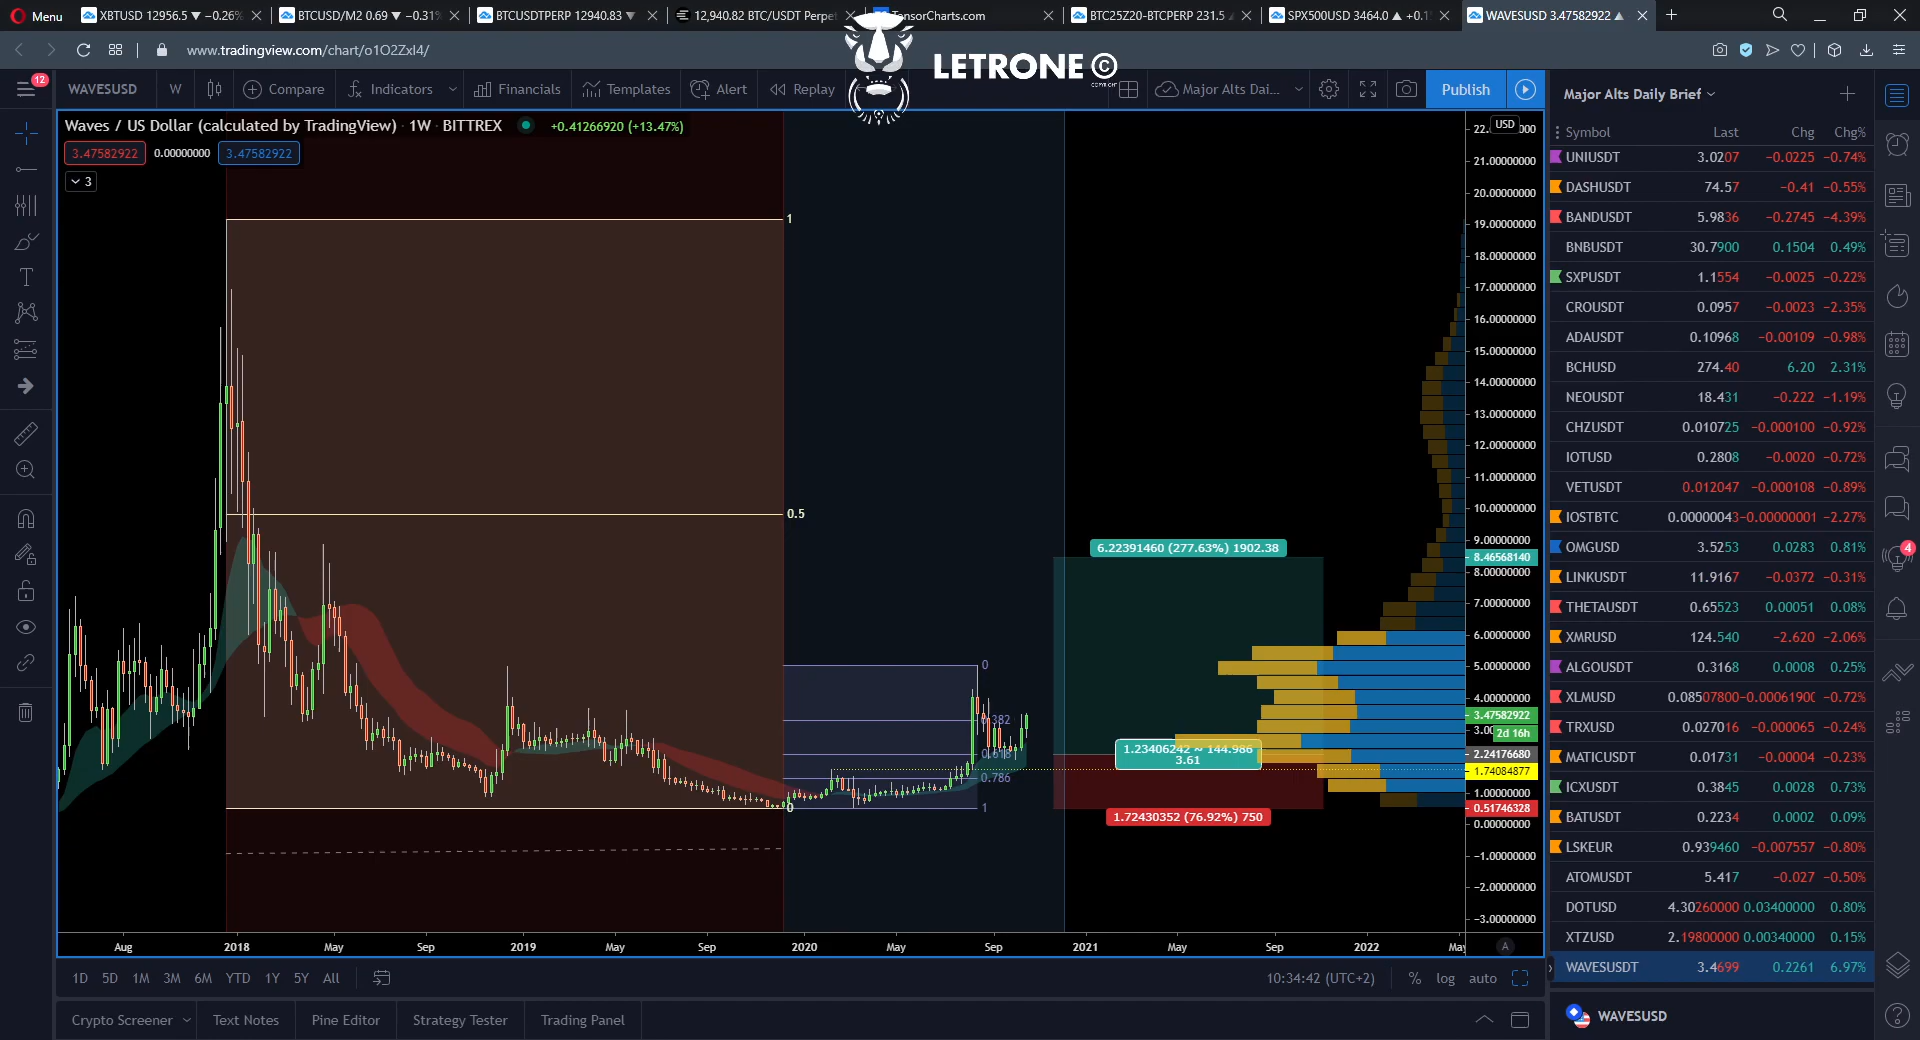 Menu
XBTUSD 12956.5 ▼ −0.26%
BTCUSD/M2 0.69 ▼ −0.31%
BTCUSDTPERP 12940.83 ▼
12,940.82 BTC/USDT Perpet
TensorCharts.com
BTC25Z20-BTCPERP 231.5
SPX500USD 3464.0 ▲ +0.1
WAVESUSD 3.47582922 ▲
www.tradingview.com/chart/o1O2Zxl4/
LETRONE ©
COPYRIGHT
12
WAVESUSD
W
Compare
Indicators
Financials
Templates
Alert
Replay
Major Alts Dai...
Publish
Waves / US Dollar (calculated by TradingView) · 1W · BITTREX
+0.41266920 (+13.47%)
3.47582922
0.00000000
3.47582922
3
1
0.5
0
0
0.382
0.618
0.786
1
6.22391460 (277.63%) 1902.38
1.23406242 ~ 144.986
3.61
1.72430352 (76.92%) 750
USD
21.00000000
20.00000000
19.00000000
18.00000000
17.00000000
16.00000000
15.00000000
14.00000000
13.00000000
12.00000000
11.00000000
10.00000000
9.00000000
8.46568140
8.00000000
7.00000000
6.00000000
5.00000000
4.00000000
3.47582922
2d 16h
2.24176680
1.74084877
1.00000000
0.51746328
0.00000000
−1.00000000
−2.00000000
−3.00000000
Aug
2018
May
Sep
2019
May
Sep
2020
May
Sep
2021
May
Sep
2022
May
A
1D
5D
1M
3M
6M
YTD
1Y
5Y
All
10:34:42 (UTC+2)
%
log
auto
Crypto Screener
Text Notes
Pine Editor
Strategy Tester
Trading Panel
Major Alts Daily Brief
Symbol Last Chg Chg%
UNIUSDT 3.0207 −0.0225 −0.74%
DASHUSDT 74.57 −0.41 −0.55%
BANDUSDT 5.9836 −0.2745 −4.39%
BNBUSDT 30.7900 0.1504 0.49%
SXPUSDT 1.1554 −0.0025 −0.22%
CROUSDT 0.0957 −0.0023 −2.35%
ADAUSDT 0.10968 −0.00109 −0.98%
BCHUSD 274.40 6.20 2.31%
NEOUSDT 18.431 −0.222 −1.19%
CHZUSDT 0.010725 −0.000100 −0.92%
IOTUSD 0.2808 −0.0020 −0.72%
VETUSDT 0.012047 −0.000108 −0.89%
IOSTBTC 0.00000043 −0.00000001 −2.27%
OMGUSD 3.5253 0.0283 0.81%
LINKUSDT 11.9167 −0.0372 −0.31%
THETAUSDT 0.65523 0.00051 0.08%
XMRUSD 124.540 −2.620 −2.06%
ALGOUSDT 0.3168 0.0008 0.25%
XLMUSD 0.08507800 −0.00061900 −0.72%
TRXUSD 0.027016 −0.000065 −0.24%
MATICUSDT 0.01731 −0.00004 −0.23%
ICXUSDT 0.3845 0.0028 0.73%
BATUSDT 0.2234 0.0002 0.09%
LSKEUR 0.939460 −0.007557 −0.80%
ATOMUSDT 5.417 −0.027 −0.50%
DOTUSD 4.30260000 0.03400000 0.80%
XTZUSD 2.19800000 0.00340000 0.15%
WAVESUSDT 3.4699 0.2261 6.97%
WAVESUSD
4